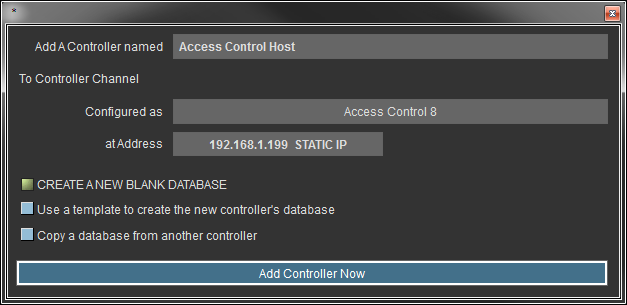 *
x
Add A Controller named Access Control Host
To Controller Channel
Configured as Access Control 8
at Address 192.168.1.199 STATIC IP
CREATE A NEW BLANK DATABASE
Use a template to create the new controller's database
Copy a database from another controller
Add Controller Now